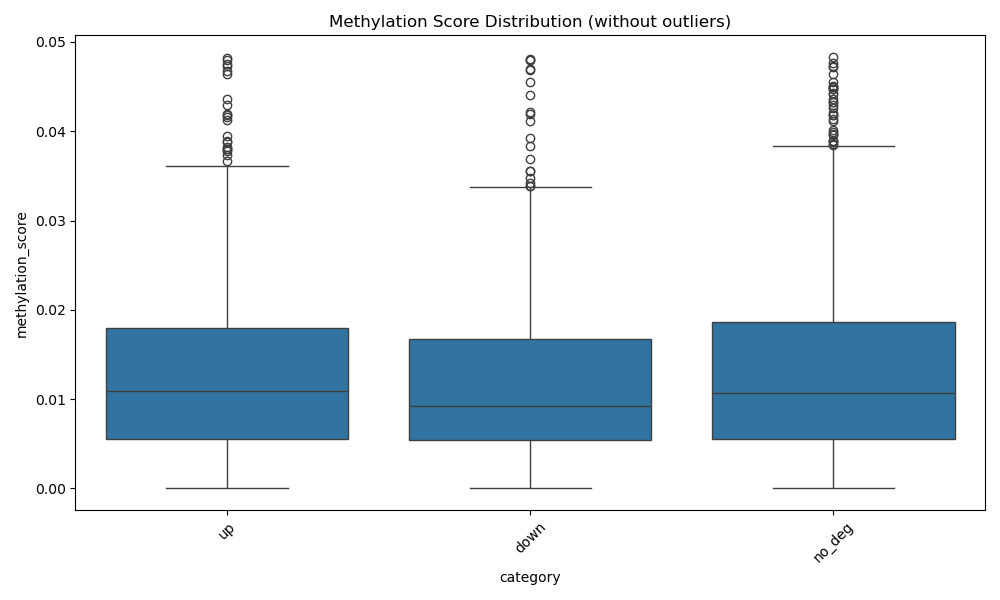 Methylation Score Distribution (without outliers)
0.05
0.04
0.03
0.02
0.01
0.00
methylation_score
up
down
no_deg
category